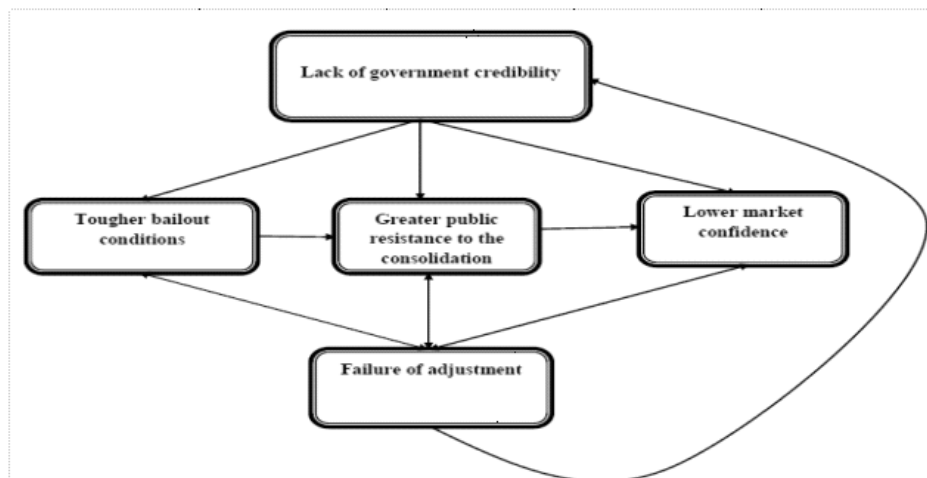 Lack of government credibility
Tougher bailout
conditions
Greater public
resistance to the
consolidation
Lower market
confidence
Failure of adjustment